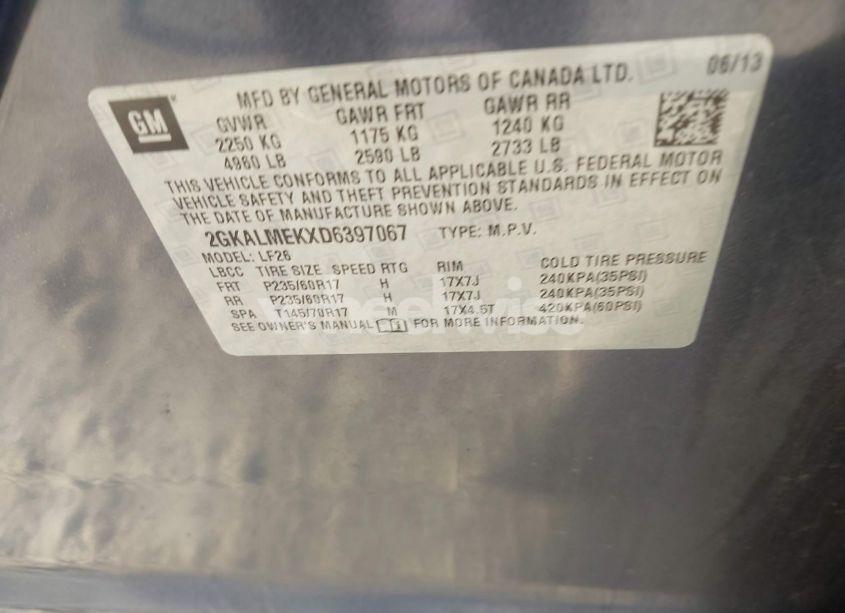 MFD BY GENERAL MOTORS OF CANADA LTD. 06/13
GM
GVWR GAWR FRT GAWR RR
2250 KG 1175 KG 1240 KG
4960 LB 2590 LB 2733 LB
THIS VEHICLE CONFORMS TO ALL APPLICABLE U.S. FEDERAL MOTOR
VEHICLE SAFETY AND THEFT PREVENTION STANDARDS IN EFFECT ON
THE DATE OF MANUFACTURE SHOWN ABOVE.
2GKALMEKXD6397067 TYPE: M.P.V.
MODEL: LF26
LBCC TIRE SIZE SPEED RTG RIM COLD TIRE PRESSURE
FRT P235/60R17 H 17X7J 240KPA(35PSI)
RR P235/60R17 H 17X7J 240KPA(35PSI)
SPA T145/70R17 M 17X4.5T 420KPA(60PSI)
SEE OWNER'S MANUAL FOR MORE INFORMATION.